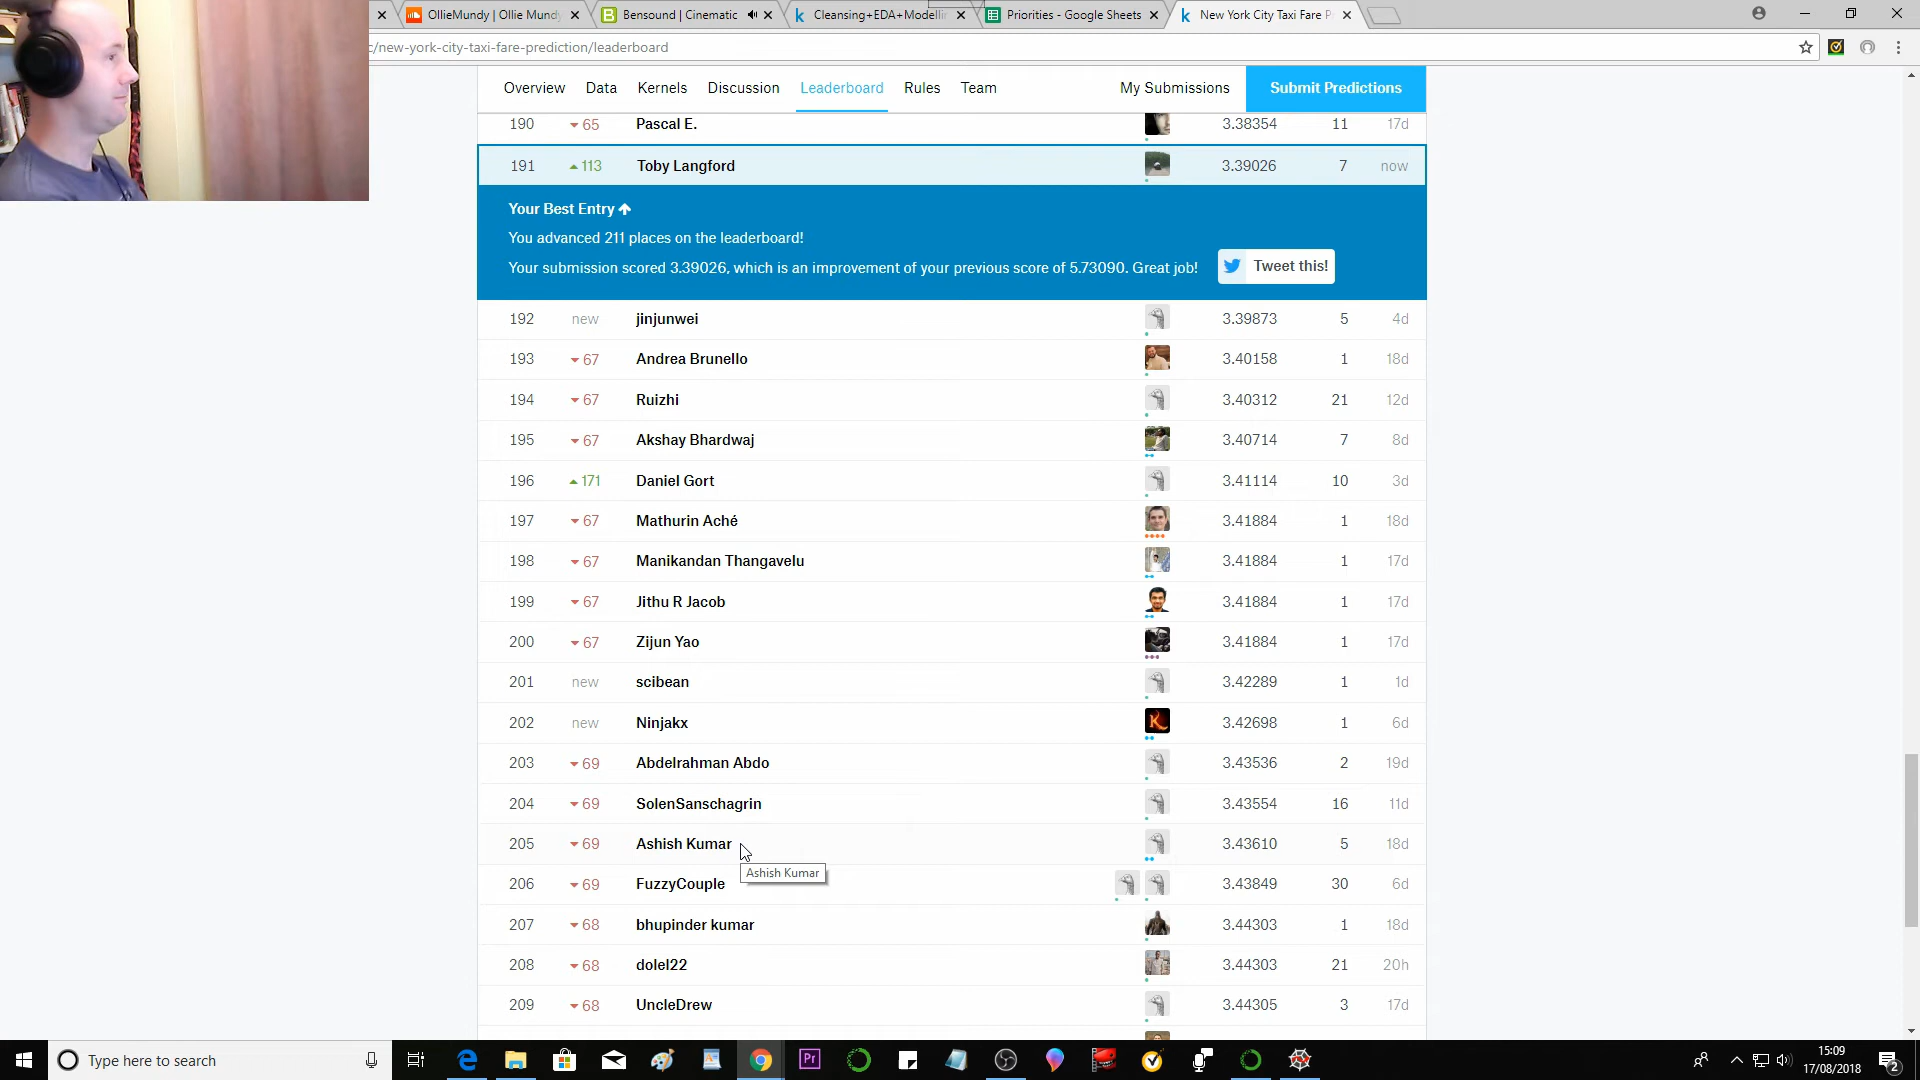 OllieMundy | Ollie Mund
Bensound | Cinematic
Cleansing+EDA+Modelli
Priorities - Google Sheets
New York City Taxi Fare P
c/new-york-city-taxi-fare-prediction/leaderboard
Overview Data Kernels Discussion Leaderboard Rules Team My Submissions Submit Predictions
190 65 Pascal E. 3.38354 11 17d
191 113 Toby Langford 3.39026 7 now
Your Best Entry
You advanced 211 places on the leaderboard!
Your submission scored 3.39026, which is an improvement of your previous score of 5.73090. Great job! Tweet this!
192 new jinjunwei 3.39873 5 4d
193 67 Andrea Brunello 3.40158 1 18d
194 67 Ruizhi 3.40312 21 12d
195 67 Akshay Bhardwaj 3.40714 7 8d
196 171 Daniel Gort 3.41114 10 3d
197 67 Mathurin Aché 3.41884 1 18d
198 67 Manikandan Thangavelu 3.41884 1 17d
199 67 Jithu R Jacob 3.41884 1 17d
200 67 Zijun Yao 3.41884 1 17d
201 new scibean 3.42289 1 1d
202 new Ninjakx K 3.42698 1 6d
203 69 Abdelrahman Abdo 3.43536 2 19d
204 69 SolenSanschagrin 3.43554 16 11d
205 69 Ashish Kumar 3.43610 5 18d
Ashish Kumar
206 69 FuzzyCouple 3.43849 30 6d
207 68 bhupinder kumar 3.44303 1 18d
208 68 dolel22 3.44303 21 20h
209 68 UncleDrew 3.44305 3 17d
Type here to search
Pr
15:09
17/08/2018
2